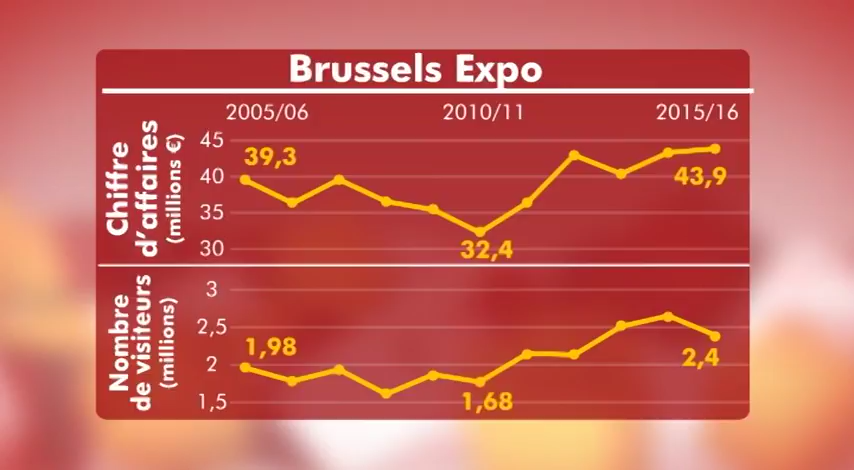 Brussels Expo
2005/06 2010/11 2015/16
Chiffre
d'affaires
(millions €)
45
40
35
30
39,3
32,4
43,9
Nombre
de visiteurs
(millions)
3
2,5
2
1,5
1,98
1,68
2,4